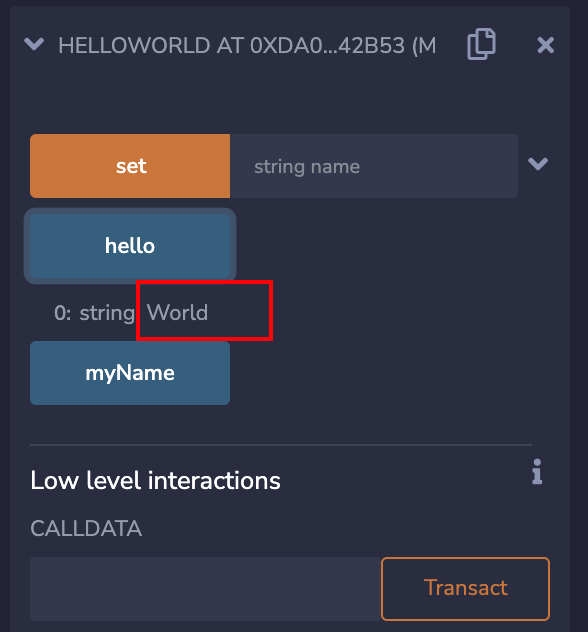 HELLOWORLD AT 0XDA0...42B53 (M
set string name
hello
0: string: World
myName
Low level interactions
CALLDATA
Transact